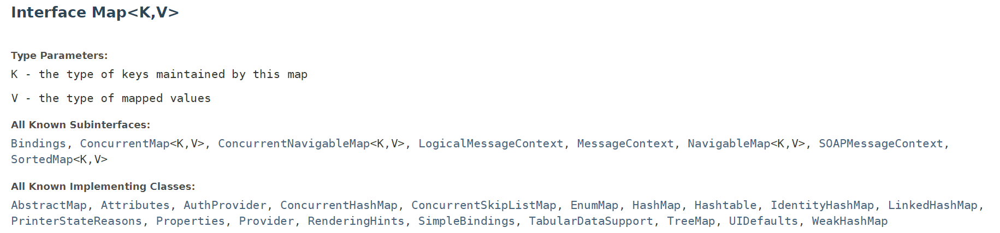 Interface Map<K,V>
Type Parameters:
K - the type of keys maintained by this map
V - the type of mapped values
All Known Subinterfaces:
Bindings, ConcurrentMap<K,V>, ConcurrentNavigableMap<K,V>, LogicalMessageContext, MessageContext, NavigableMap<K,V>, SOAPMessageContext,
SortedMap<K,V>
All Known Implementing Classes:
AbstractMap, Attributes, AuthProvider, ConcurrentHashMap, ConcurrentSkipListMap, EnumMap, HashMap, Hashtable, IdentityHashMap, LinkedHashMap,
PrinterStateReasons, Properties, Provider, RenderingHints, SimpleBindings, TabularDataSupport, TreeMap, UIDefaults, WeakHashMap